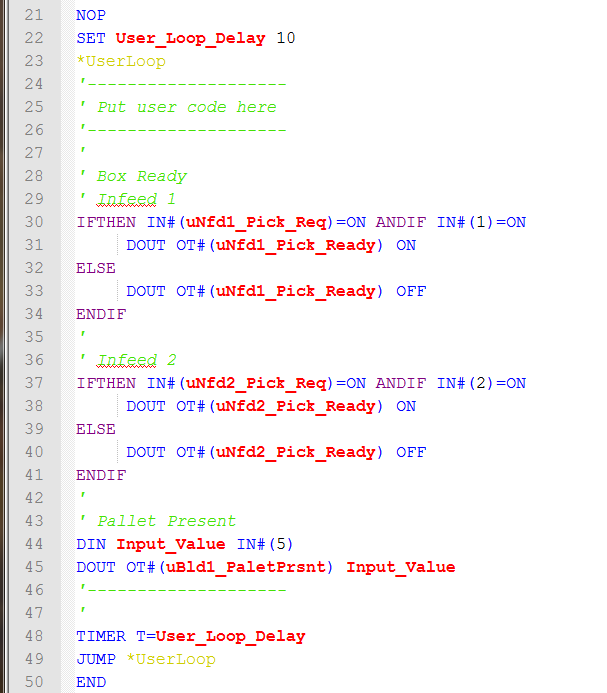 21 NOP
22 SET User_Loop_Delay 10
23 *UserLoop
24 '--------------------
25 ' Put user code here
26 '--------------------
27 '
28 ' Box Ready
29 ' Infeed 1
30 IFTHEN IN#(uNfd1_Pick_Req)=ON ANDIF IN#(1)=ON
31 DOUT OT#(uNfd1_Pick_Ready) ON
32 ELSE
33 DOUT OT#(uNfd1_Pick_Ready) OFF
34 ENDIF
35 '
36 ' Infeed 2
37 IFTHEN IN#(uNfd2_Pick_Req)=ON ANDIF IN#(2)=ON
38 DOUT OT#(uNfd2_Pick_Ready) ON
39 ELSE
40 DOUT OT#(uNfd2_Pick_Ready) OFF
41 ENDIF
42 '
43 ' Pallet Present
44 DIN Input_Value IN#(5)
45 DOUT OT#(uBld1_PaletPrsnt) Input_Value
46 '--------------------
47 '
48 TIMER T=User_Loop_Delay
49 JUMP *UserLoop
50 END